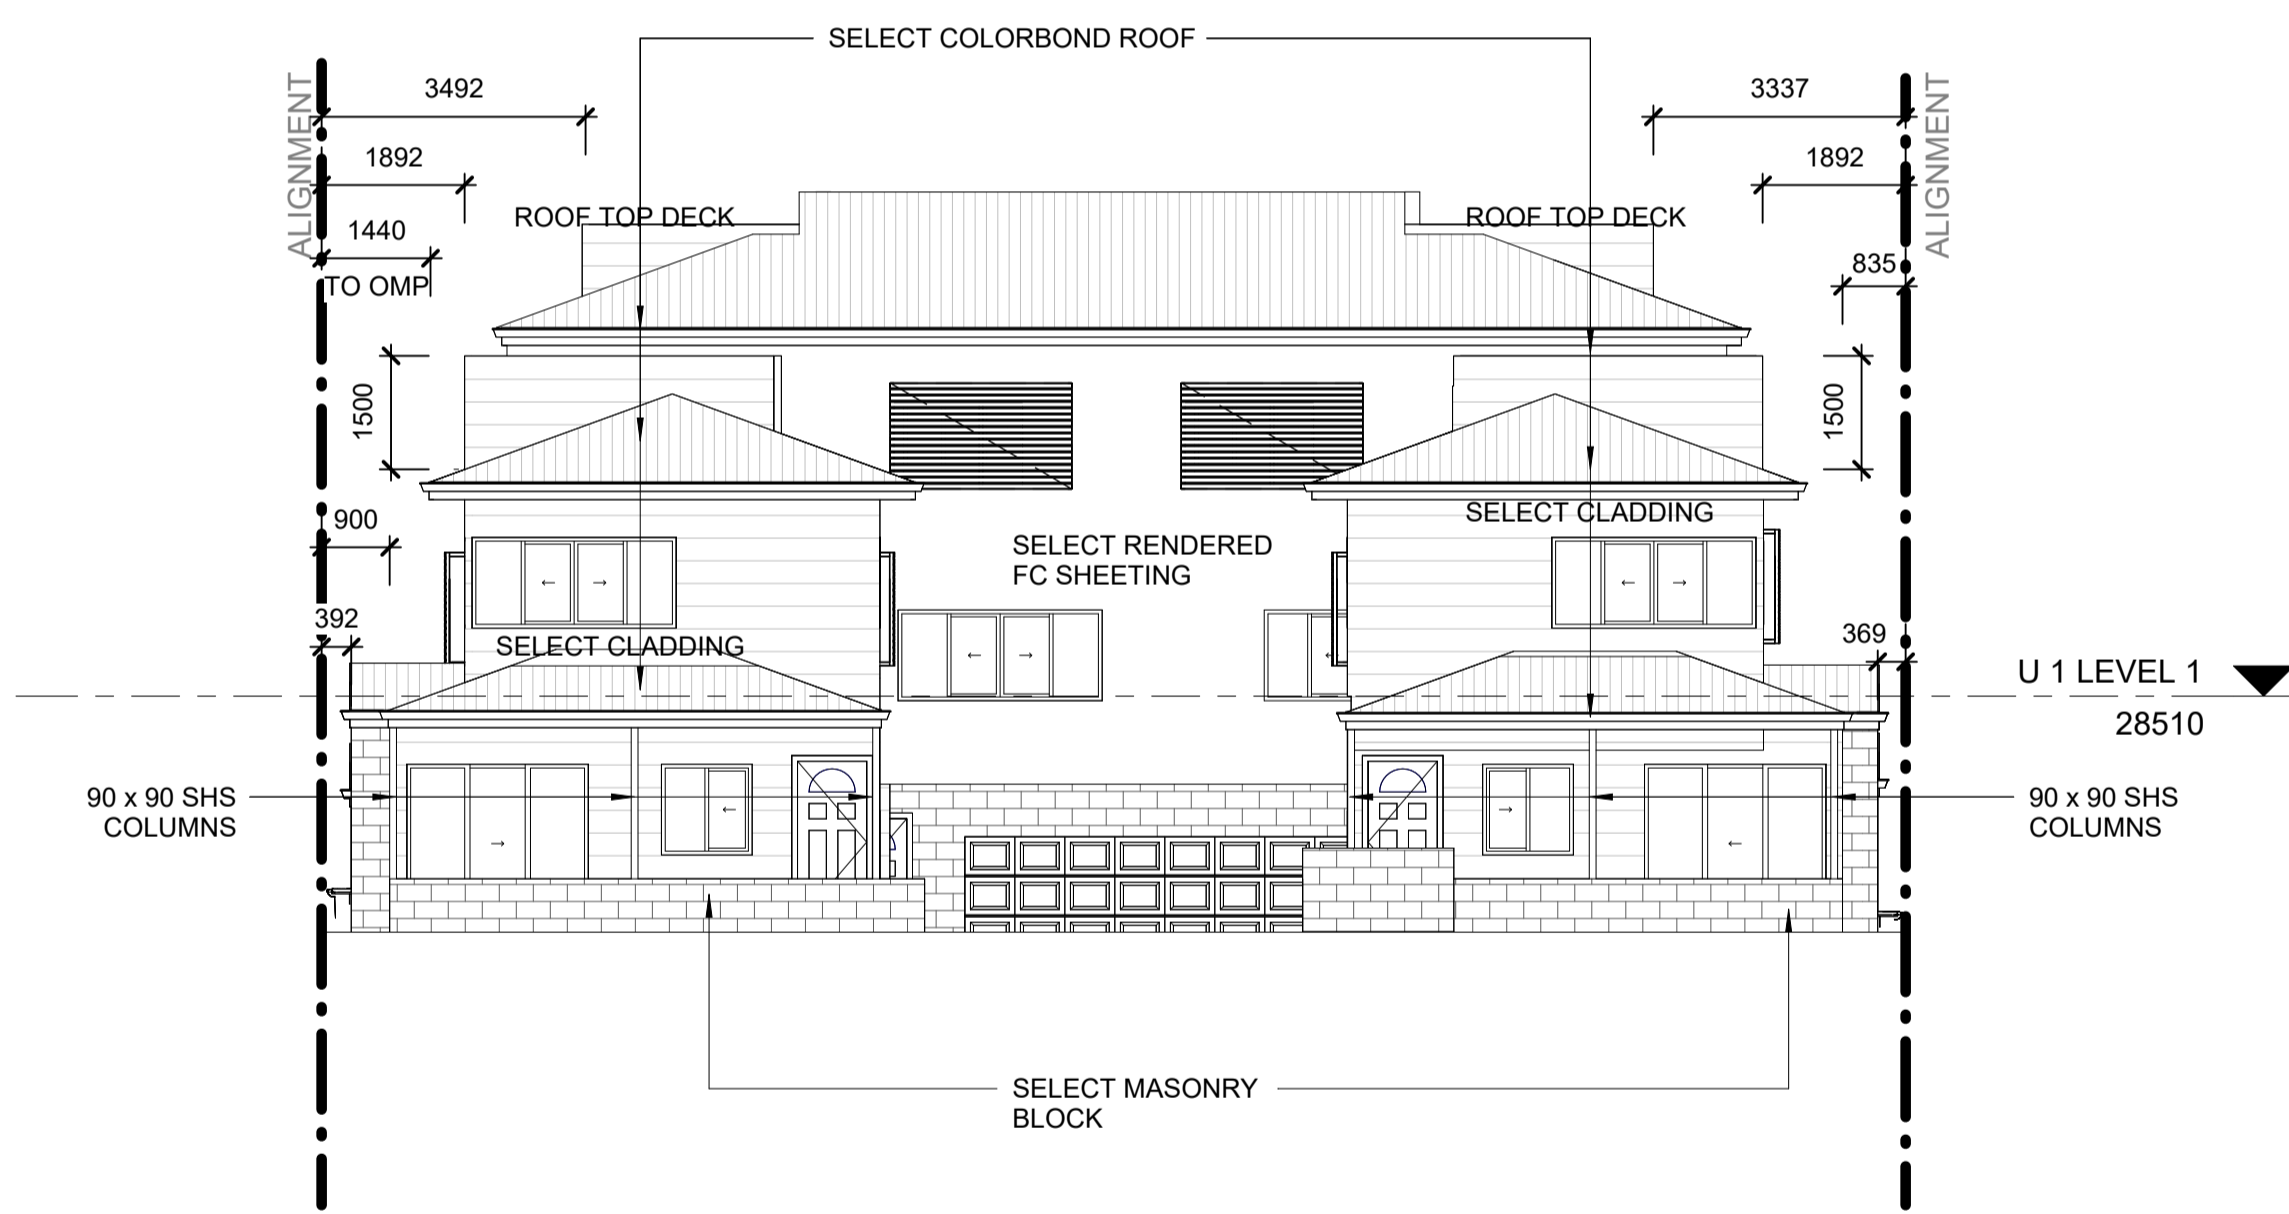 SELECT COLORBOND ROOF
ALIGNMENT
3492
3337
ALIGNMENT
1892
1892
ROOF TOP DECK
ROOF TOP DECK
1440
TO OMP
835
1500
1500
900
SELECT CLADDING
SELECT RENDERED
FC SHEETING
392
369
SELECT CLADDING
U 1 LEVEL 1
28510
90 x 90 SHS
COLUMNS
90 x 90 SHS
COLUMNS
SELECT MASONRY
BLOCK